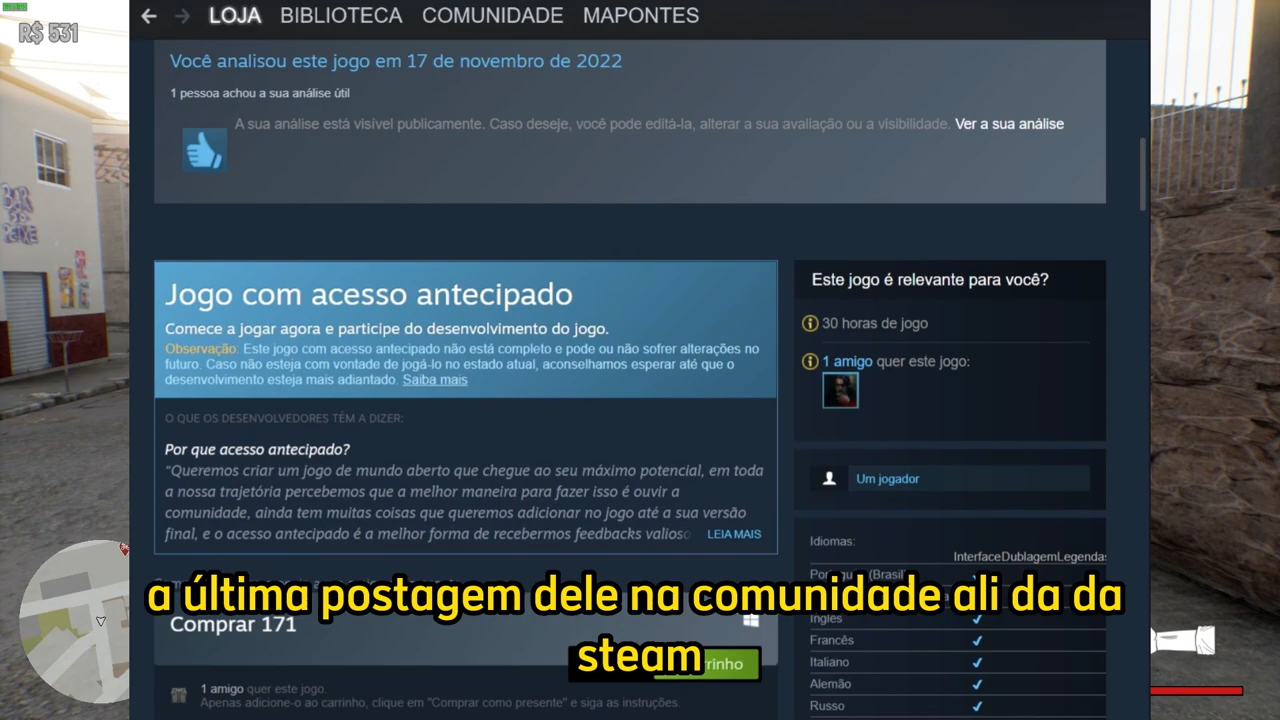 R$ 531
LOJA BIBLIOTECA COMUNIDADE MAPONTES
Você analisou este jogo em 17 de novembro de 2022
1 pessoa achou a sua análise útil
A sua análise está visível publicamente. Caso deseje, você pode editá-la, alterar a sua avaliação ou a visibilidade. Ver a sua análise
BAR
DO
PEIXE
Jogo com acesso antecipado
Comece a jogar agora e participe do desenvolvimento do jogo.
Observação: Este jogo com acesso antecipado não está completo e pode ou não sofrer alterações no
futuro. Caso não esteja com vontade de jogá-lo no estado atual, aconselhamos esperar até que o
desenvolvimento esteja mais adiantado. Saiba mais
O QUE OS DESENVOLVEDORES TÊM A DIZER:
Por que acesso antecipado?
"Queremos criar um jogo de mundo aberto que chegue ao seu máximo potencial, em toda
a nossa trajetória percebemos que a melhor maneira para fazer isso é ouvir a
comunidade, ainda tem muitas coisas que queremos adicionar no jogo até a sua versão
final, e o acesso antecipado é a melhor forma de recebermos feedbacks valioso
LEIA MAIS
Este jogo é relevante para você?
30 horas de jogo
1 amigo quer este jogo:
Um jogador
Idiomas:
InterfaceDublagemLegendas
(Brasil)
Inglês
Francês
Italiano
Alemão
Russo
a última postagem dele na comunidade ali da da
steam
Comprar 171
rrinho
1 amigo quer este jogo.
Apenas adicione-o ao carrinho, clique em "Comprar como presente" e siga as instruções.